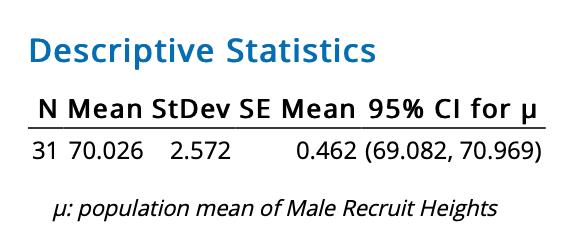 Descriptive Statistics
N Mean StDev SE Mean 95% CI for μ
31 70.026 2.572 0.462 (69.082, 70.969)
μ: population mean of Male Recruit Heights